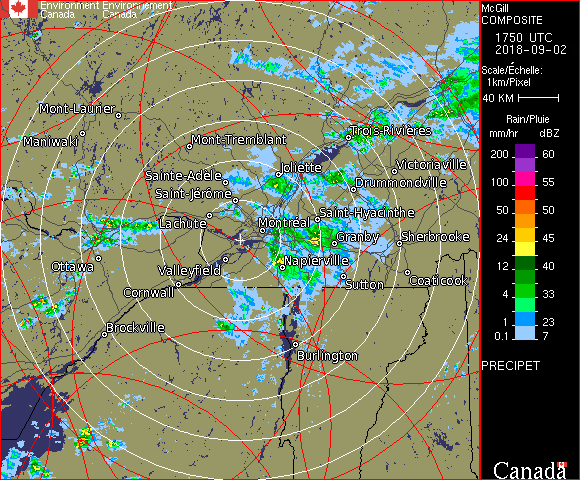 Environment Environnement
Canada Canada
McGill
COMPOSITE
1750 UTC
2018-09-02
Scale/Échelle:
1km/Pixel
40 KM
Rain/Pluie
mm/hr dBZ
200 60
100 55
50 50
24 45
12 40
4 33
1 23
0.1 7
PRECIPET
Canada
Mont-Laurier
Maniwaki
Mont-Tremblant
Trois-Rivières
Sainte-Adèle
Joliette
Victoriaville
Drummondville
Saint-Jérôme
Lachute
Saint-Hyacinthe
Montréal
Granby
Sherbrooke
Ottawa
Valleyfield
Napierville
Cornwall
Sutton
Coaticook
Brockville
Burlington